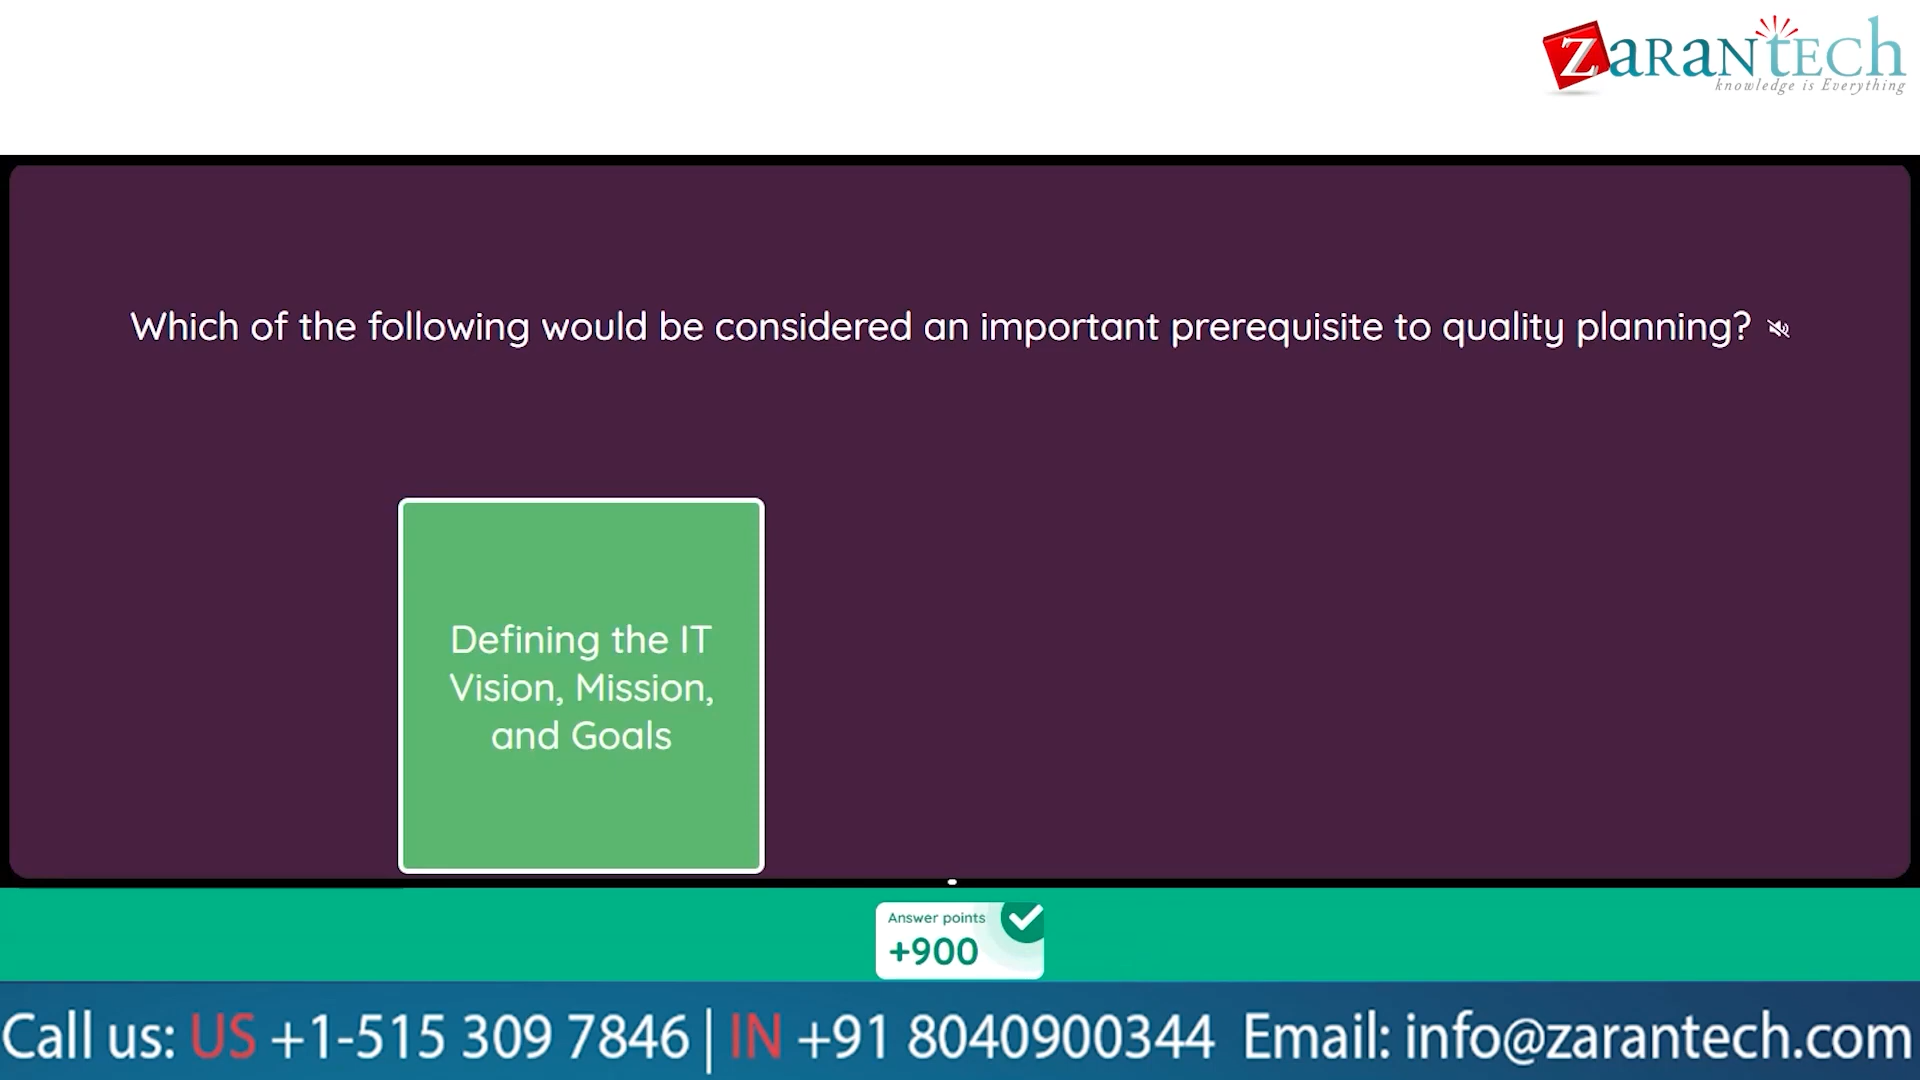 ZARANTECH
knowledge is Everything
Which of the following would be considered an important prerequisite to quality planning?
Defining the IT
Vision, Mission,
and Goals
Answer points
+900
Call us: US +1-515 309 7846 | IN +91 8040900344 Email: info@zarantech.com